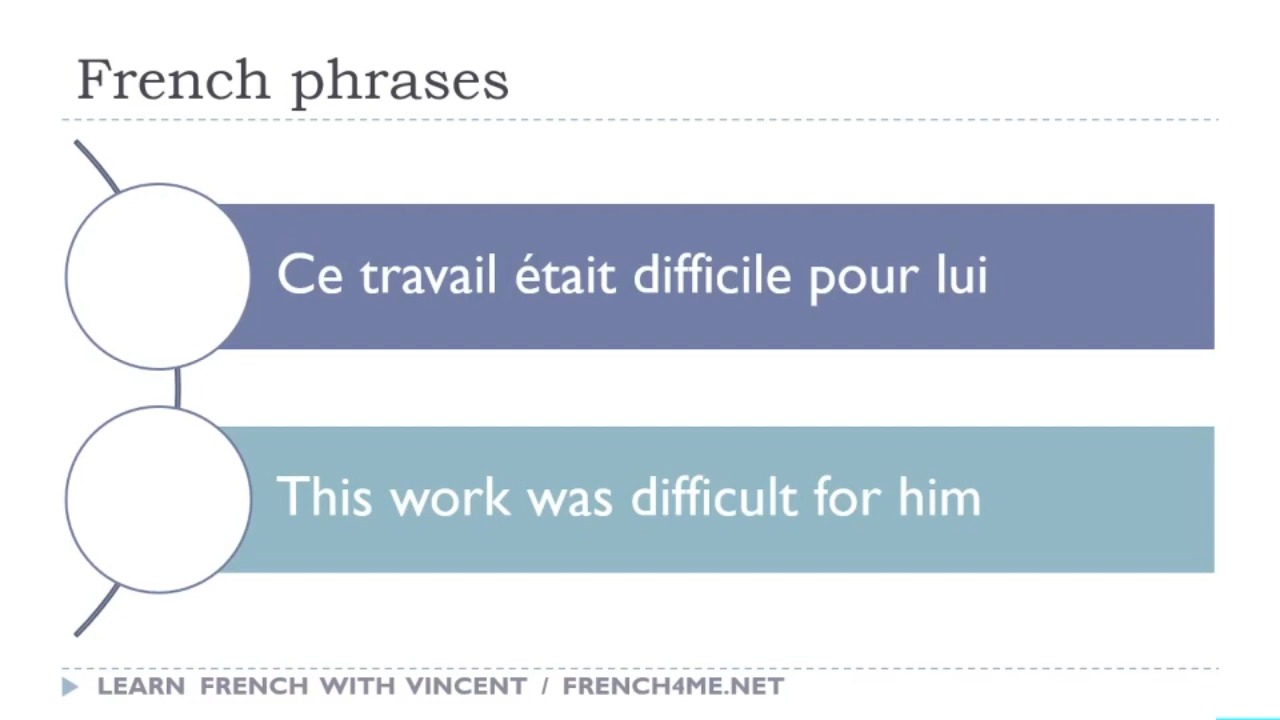 French phrases
Ce travail était difficile pour lui
This work was difficult for him
LEARN FRENCH WITH VINCENT / FRENCH4ME.NET